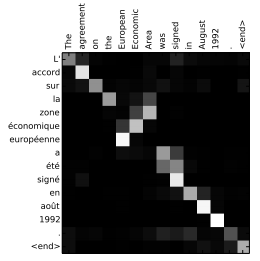 The agreement on the European Economic Area was signed in August 1992 . <end>
L'
accord
sur
la
zone
économique
européenne
a
été
signé
en
août
1992
.
<end>